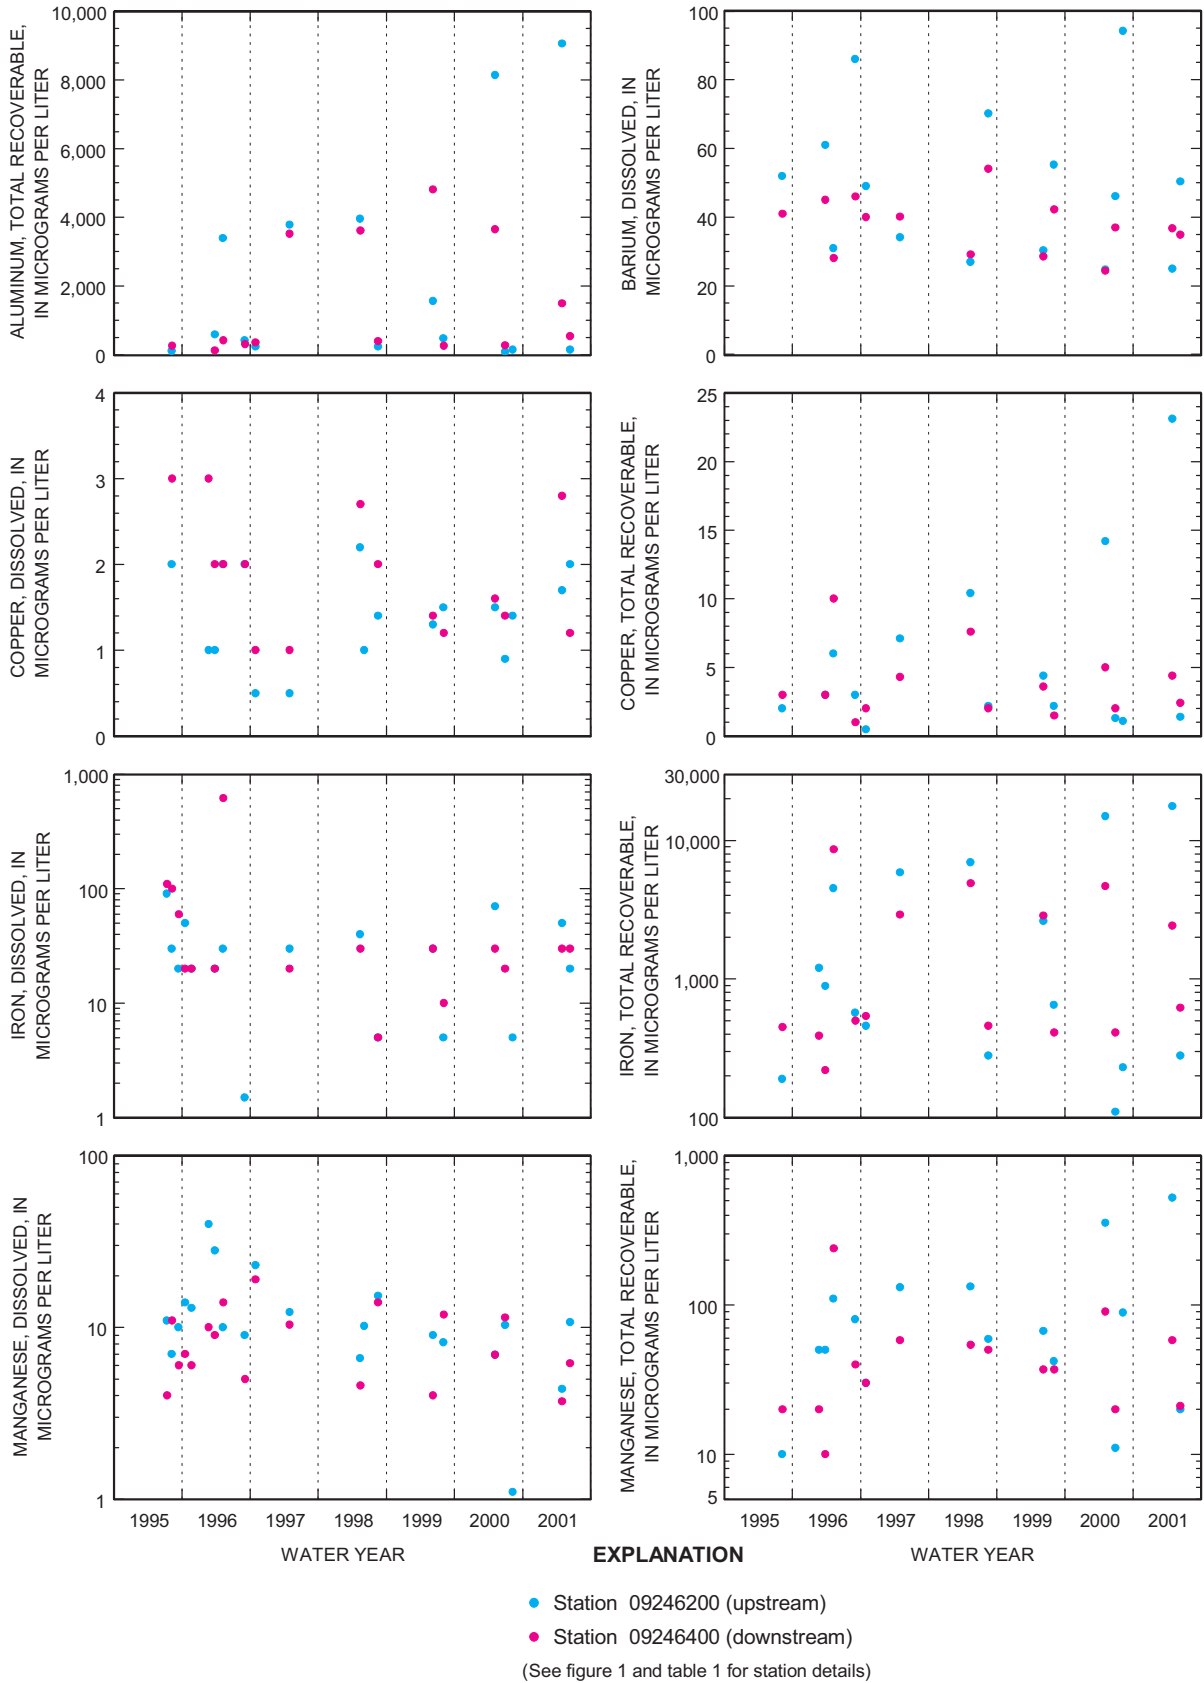 ALUMINUM, TOTAL RECOVERABLE,
IN MICROGRAMS PER LITER
10,000
8,000
6,000
4,000
2,000
0
BARIUM, DISSOLVED, IN
MICROGRAMS PER LITER
100
80
60
40
20
0
COPPER, DISSOLVED, IN
MICROGRAMS PER LITER
4
3
2
1
0
COPPER, TOTAL RECOVERABLE,
IN MICROGRAMS PER LITER
25
20
15
10
5
0
IRON, DISSOLVED, IN
MICROGRAMS PER LITER
1,000
100
10
1
IRON, TOTAL RECOVERABLE,
IN MICROGRAMS PER LITER
30,000
10,000
1,000
100
MANGANESE, DISSOLVED, IN
MICROGRAMS PER LITER
100
10
1
MANGANESE, TOTAL RECOVERABLE,
IN MICROGRAMS PER LITER
1,000
100
10
5
1995 1996 1997 1998 1999 2000 2001
WATER YEAR
1995 1996 1997 1998 1999 2000 2001
WATER YEAR
EXPLANATION
Station 09246200 (upstream)
Station 09246400 (downstream)
(See figure 1 and table 1 for station details)